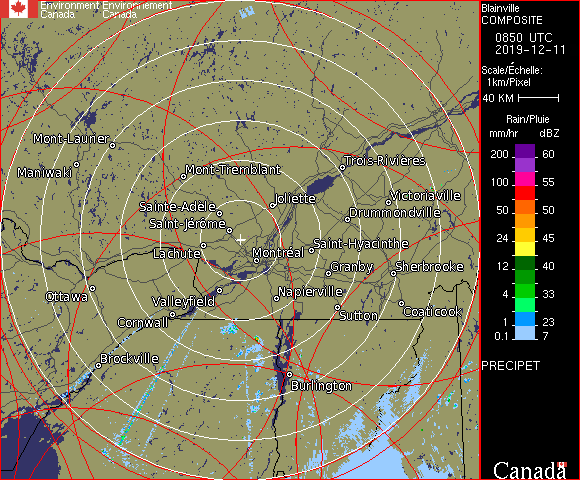 Environment Environnement
Canada Canada
Blainville
COMPOSITE
0850 UTC
2019-12-11
Scale/Échelle:
1km/Pixel
40 KM
Rain/Pluie
mm/hr dBZ
200 60
100 55
50 50
24 45
12 40
4 33
1 23
0.1 7
PRECIPET
Mont-Laurier
Maniwaki
Mont-Tremblant
Trois-Rivières
Joliette
Victoriaville
Sainte-Adèle
Drummondville
Saint-Jérôme
Saint-Hyacinthe
Lachute
Montréal
Granby
Sherbrooke
Ottawa
Valleyfield
Napierville
Cornwall
Sutton
Coaticook
Brockville
Burlington
Canada